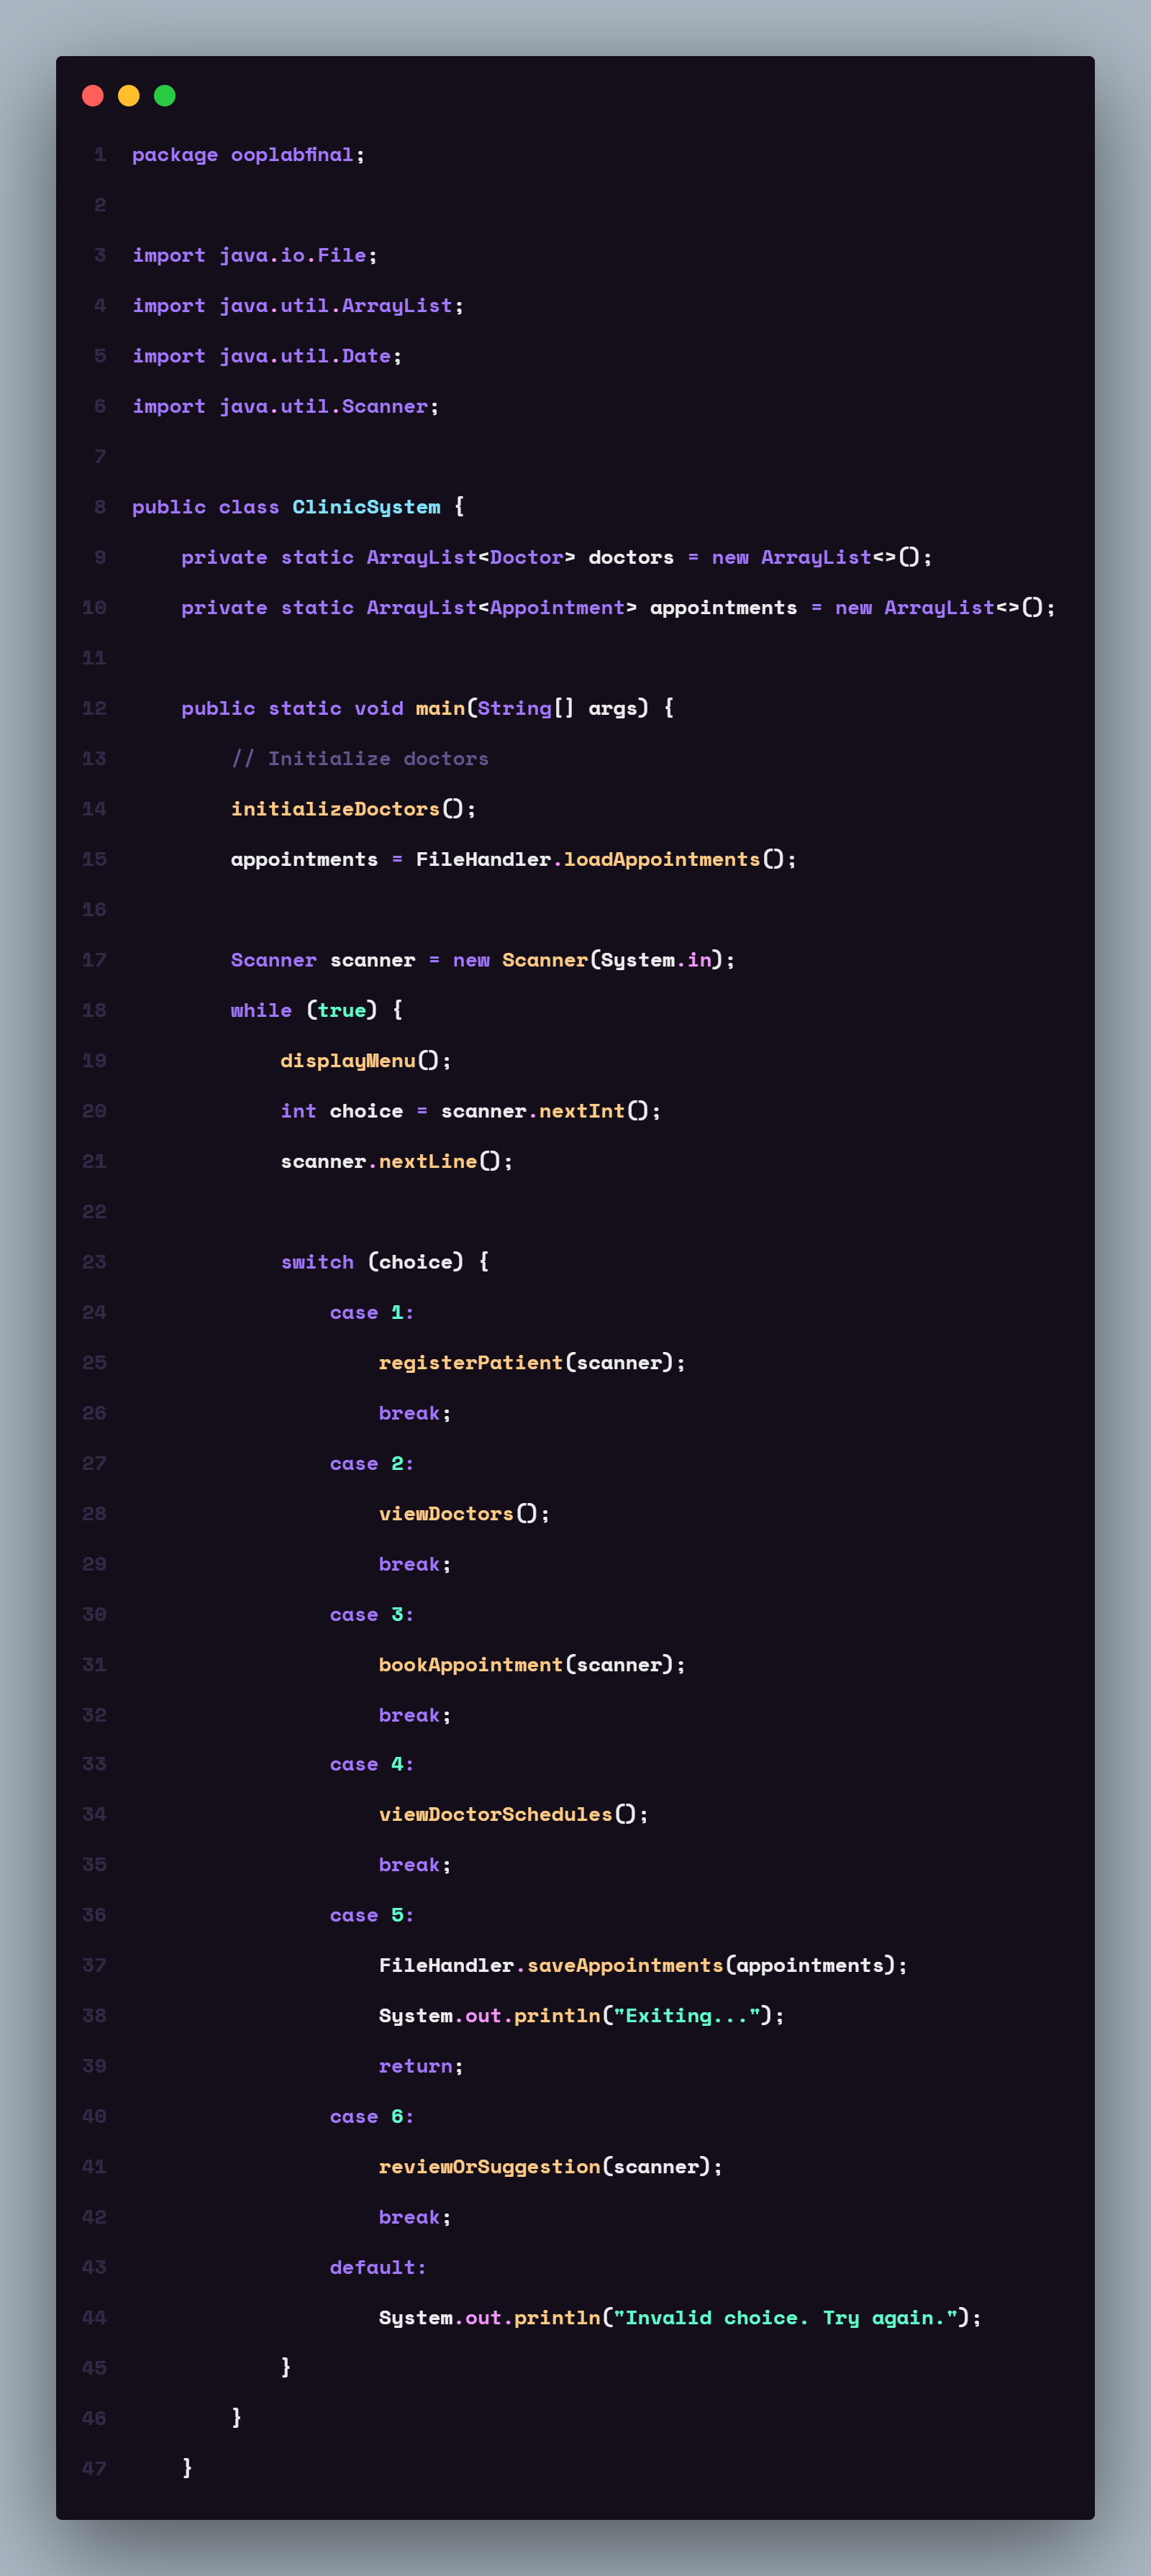 1 package ooplabfinal;
2
3 import java.io.File;
4 import java.util.ArrayList;
5 import java.util.Date;
6 import java.util.Scanner;
7
8 public class ClinicSystem {
9     private static ArrayList<Doctor> doctors = new ArrayList<>();
10     private static ArrayList<Appointment> appointments = new ArrayList<>();
11
12     public static void main(String[] args) {
13         // Initialize doctors
14         initializeDoctors();
15         appointments = FileHandler.loadAppointments();
16
17         Scanner scanner = new Scanner(System.in);
18         while (true) {
19             displayMenu();
20             int choice = scanner.nextInt();
21             scanner.nextLine();
22
23             switch (choice) {
24                 case 1:
25                     registerPatient(scanner);
26                     break;
27                 case 2:
28                     viewDoctors();
29                     break;
30                 case 3:
31                     bookAppointment(scanner);
32                     break;
33                 case 4:
34                     viewDoctorSchedules();
35                     break;
36                 case 5:
37                     FileHandler.saveAppointments(appointments);
38                     System.out.println("Exiting...");
39                     return;
40                 case 6:
41                     reviewOrSuggestion(scanner);
42                     break;
43                 default:
44                     System.out.println("Invalid choice. Try again.");
45             }
46         }
47     }